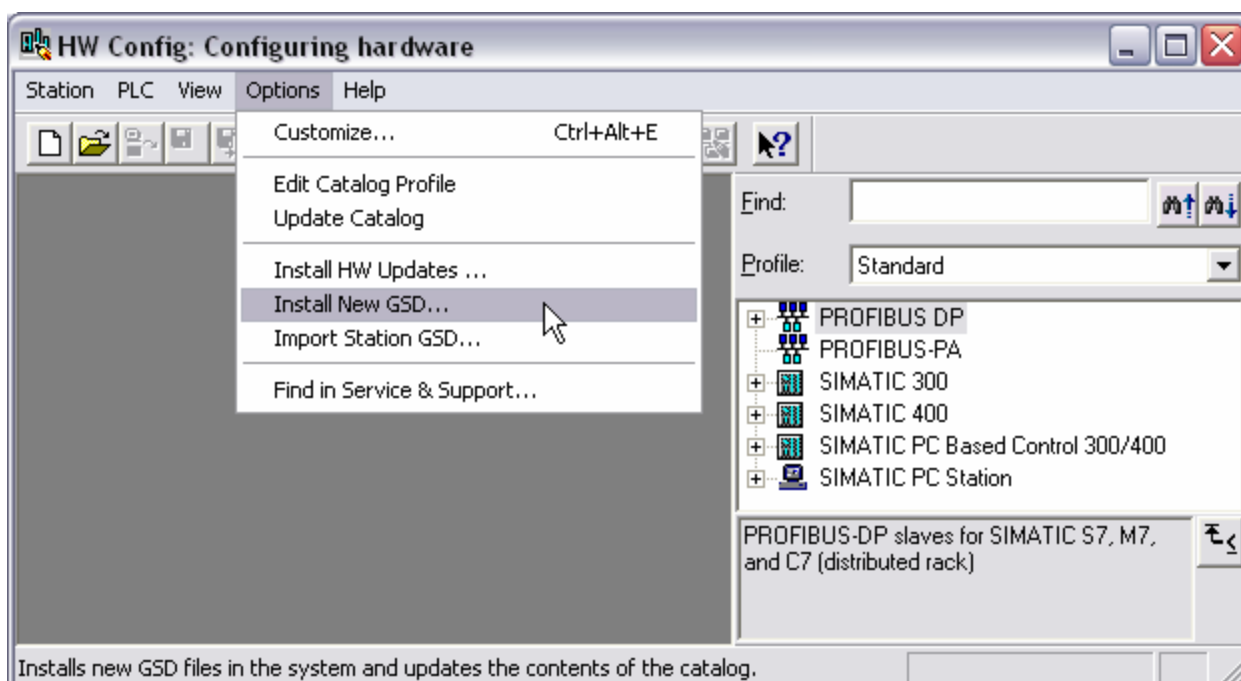 HW Config: Configuring hardware
Station PLC View Options Help
Customize... Ctrl+Alt+E
Edit Catalog Profile
Update Catalog
Install HW Updates ...
Install New GSD...
Import Station GSD...
Find in Service & Support...
Find:
Profile: Standard
PROFIBUS DP
PROFIBUS-PA
SIMATIC 300
SIMATIC 400
SIMATIC PC Based Control 300/400
SIMATIC PC Station
PROFIBUS-DP slaves for SIMATIC S7, M7,
and C7 (distributed rack)
Installs new GSD files in the system and updates the contents of the catalog.